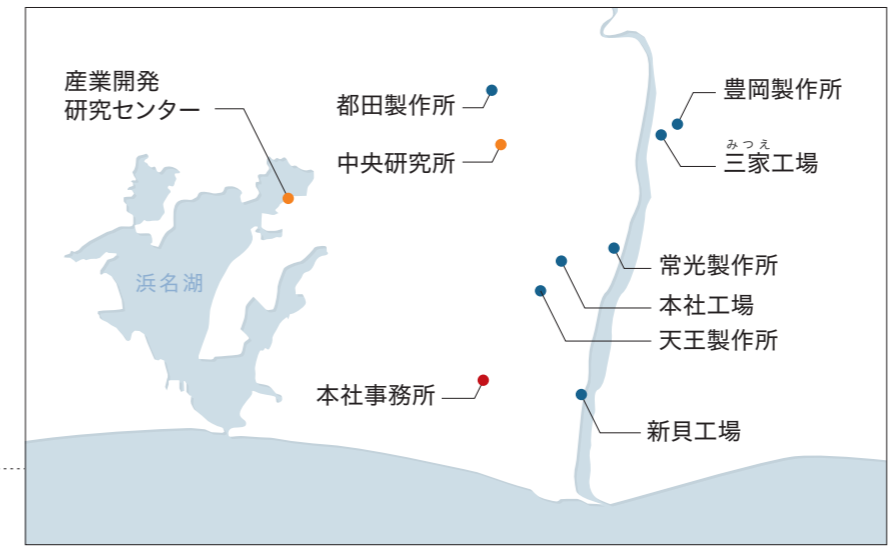 産業開発
研究センター
都田製作所
中央研究所
豊岡製作所
みつえ
三家工場
浜名湖
常光製作所
本社工場
天王製作所
本社事務所
新貝工場